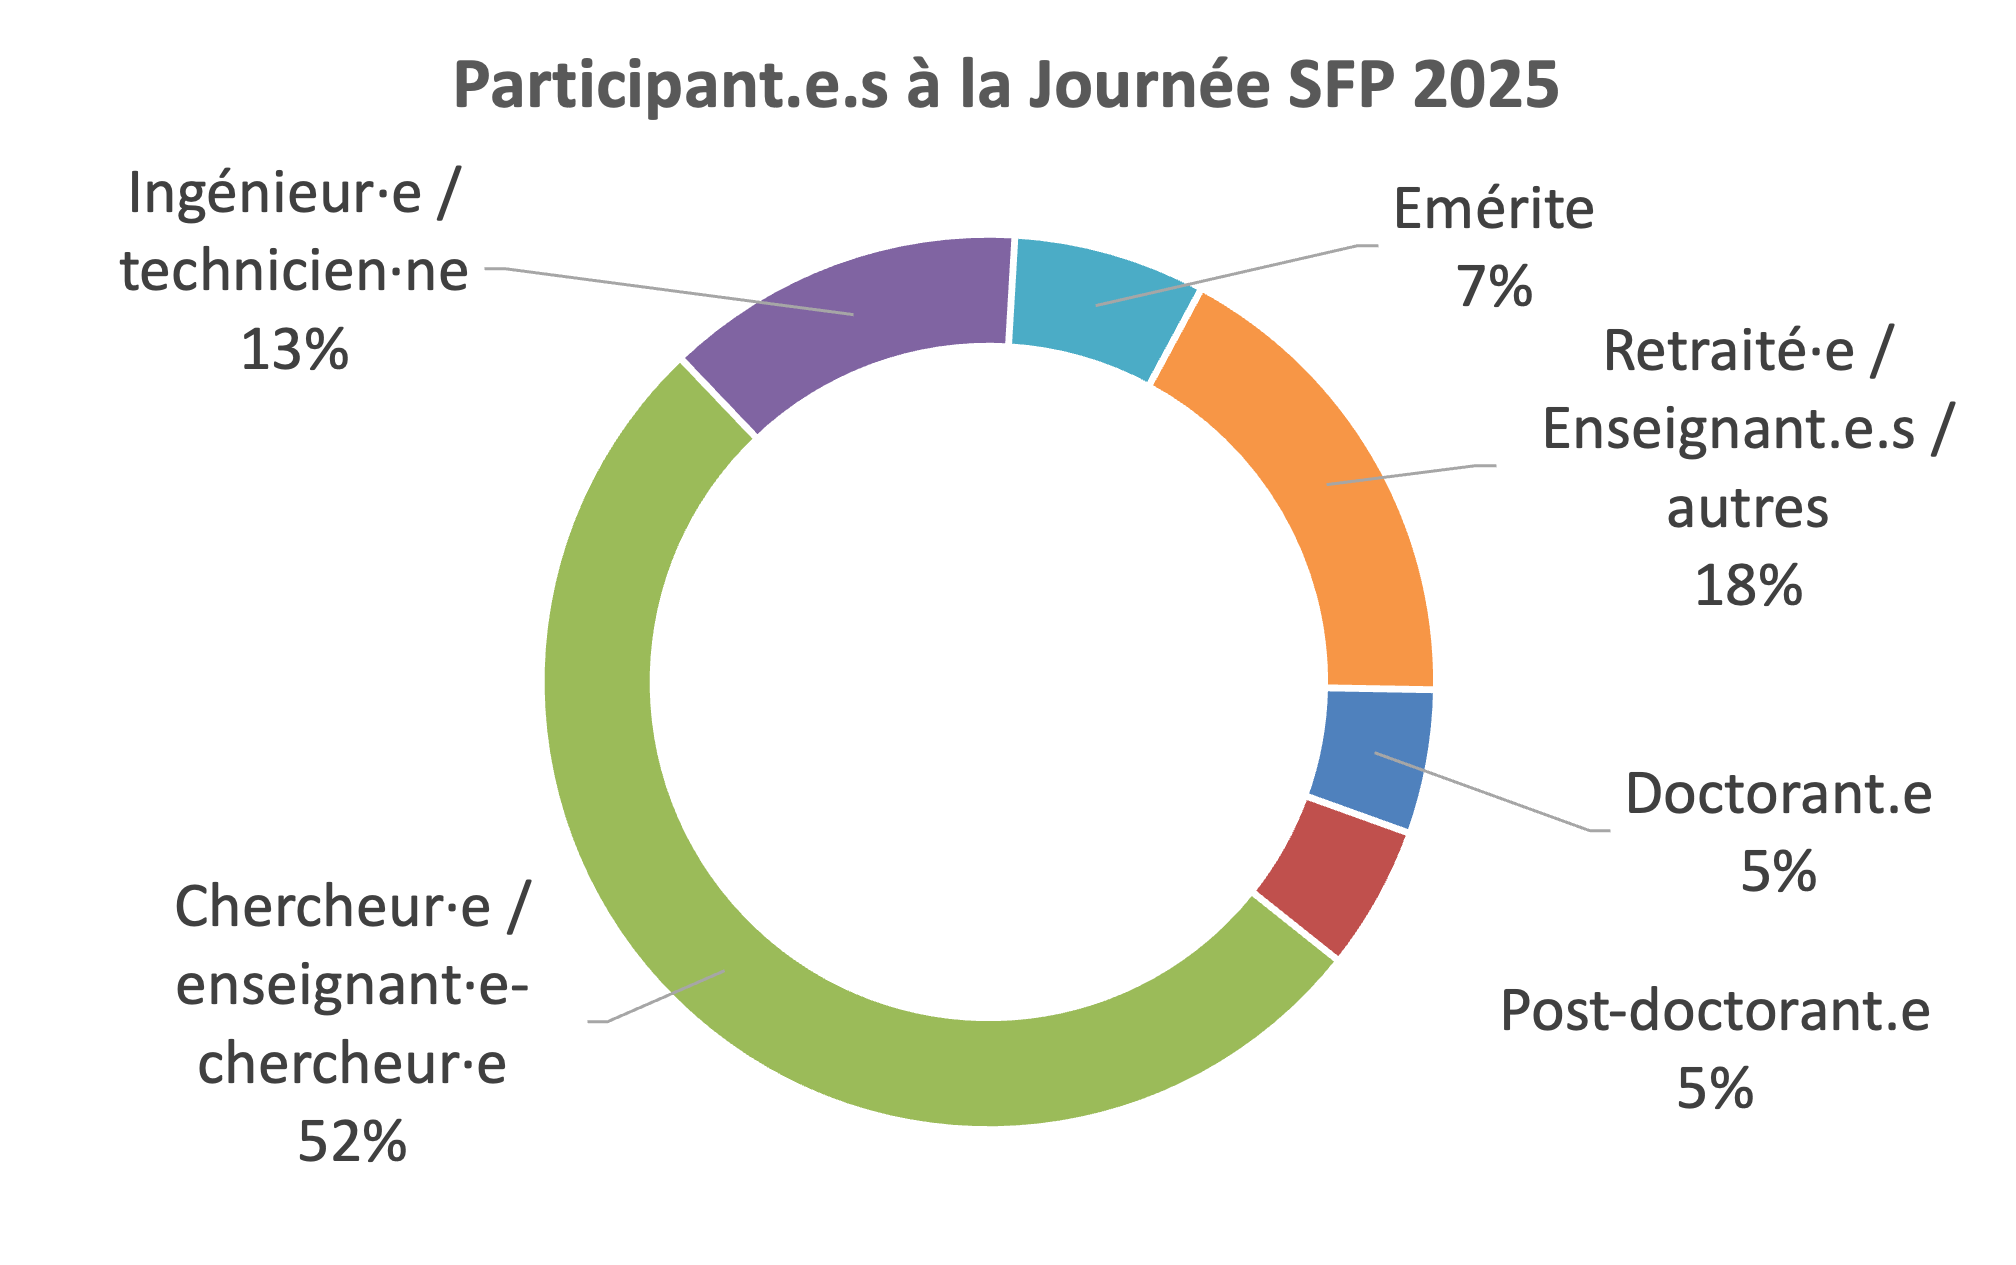 Participant.e.s à la Journée SFP 2025
Ingénieur·e /
technicien·ne
13%
Emérite
7%
Retraité·e /
Enseignant.e.s /
autres
18%
Doctorant.e
5%
Post-doctorant.e
5%
Chercheur·e /
enseignant·e-
chercheur·e
52%